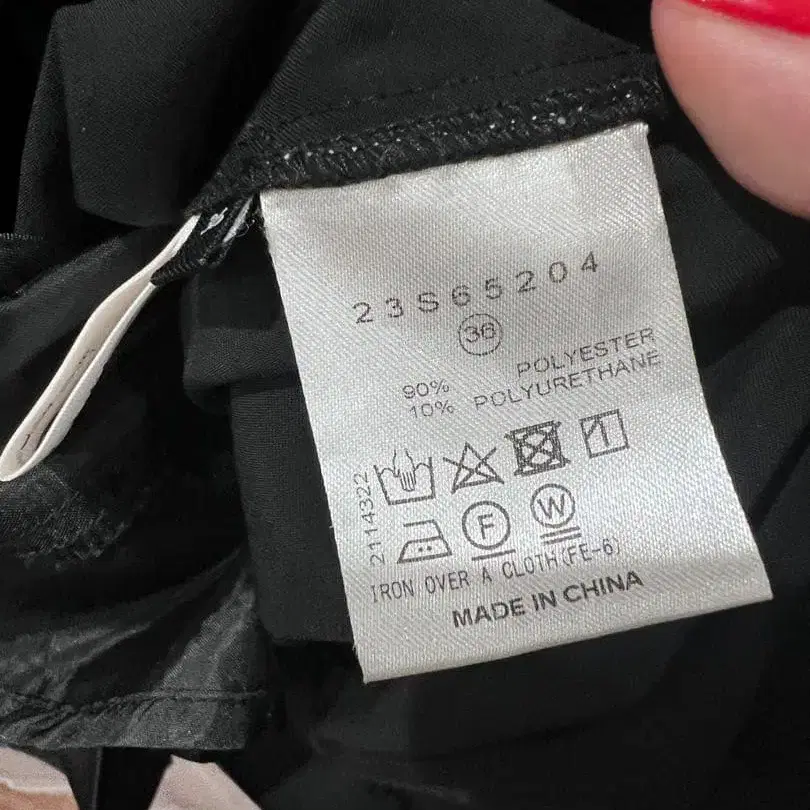 23S65204
36
90% POLYESTER
10% POLYURETHANE
F W
2114322
IRON OVER A CLOTH(FE-6)
MADE IN CHINA